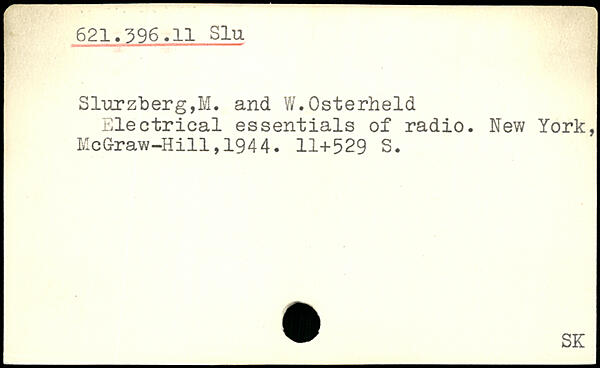 621.396.11 Slu
Slurzberg,M. and W.Osterheld
Electrical essentials of radio. New York,
McGraw-Hill,1944. 11+529 S.
SK